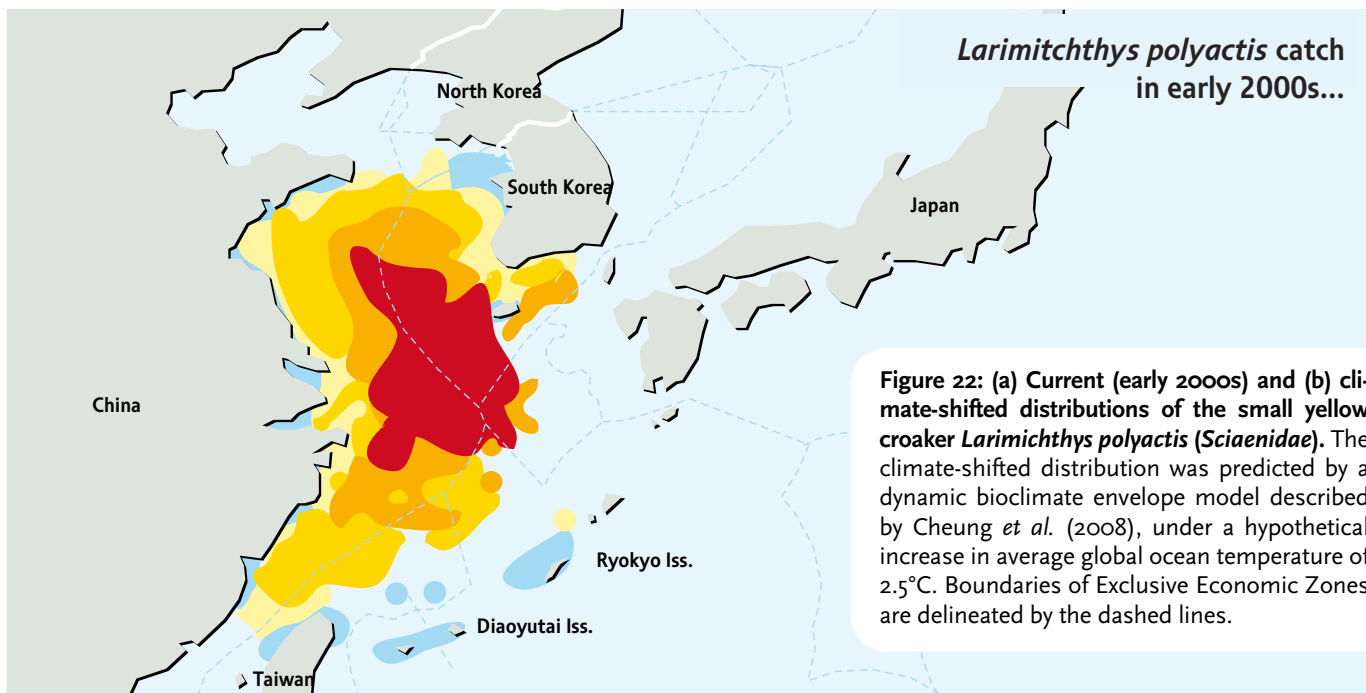 Larimitchthys polyactis catch
in early 2000s...
North Korea
South Korea
Japan
China
Figure 22: (a) Current (early 2000s) and (b) cli-
mate-shifted distributions of the small yellow
croaker Larimichthys polyactis (Sciaenidae). The
climate-shifted distribution was predicted by a
dynamic bioclimate envelope model described
by Cheung et al. (2008), under a hypothetical
increase in average global ocean temperature of
2.5°C. Boundaries of Exclusive Economic Zones
are delineated by the dashed lines.
Ryokyo Iss.
Diaoyutai Iss.
Taiwan